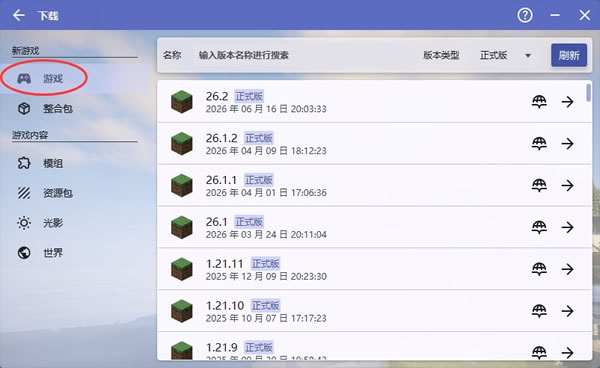 下载
新游戏
游戏
整合包
游戏内容
模组
资源包
光影
世界
名称 输入版本名称进行搜索 版本类型 正式版 刷新
26.2 正式版
2026 年 06 月 16 日 20:03:33
26.1.2 正式版
2026 年 04 月 09 日 18:12:23
26.1.1 正式版
2026 年 04 月 01 日 17:06:36
26.1 正式版
2026 年 03 月 24 日 20:11:04
1.21.11 正式版
2025 年 12 月 09 日 20:23:30
1.21.10 正式版
2025 年 10 月 07 日 17:17:23
1.21.9 正式版